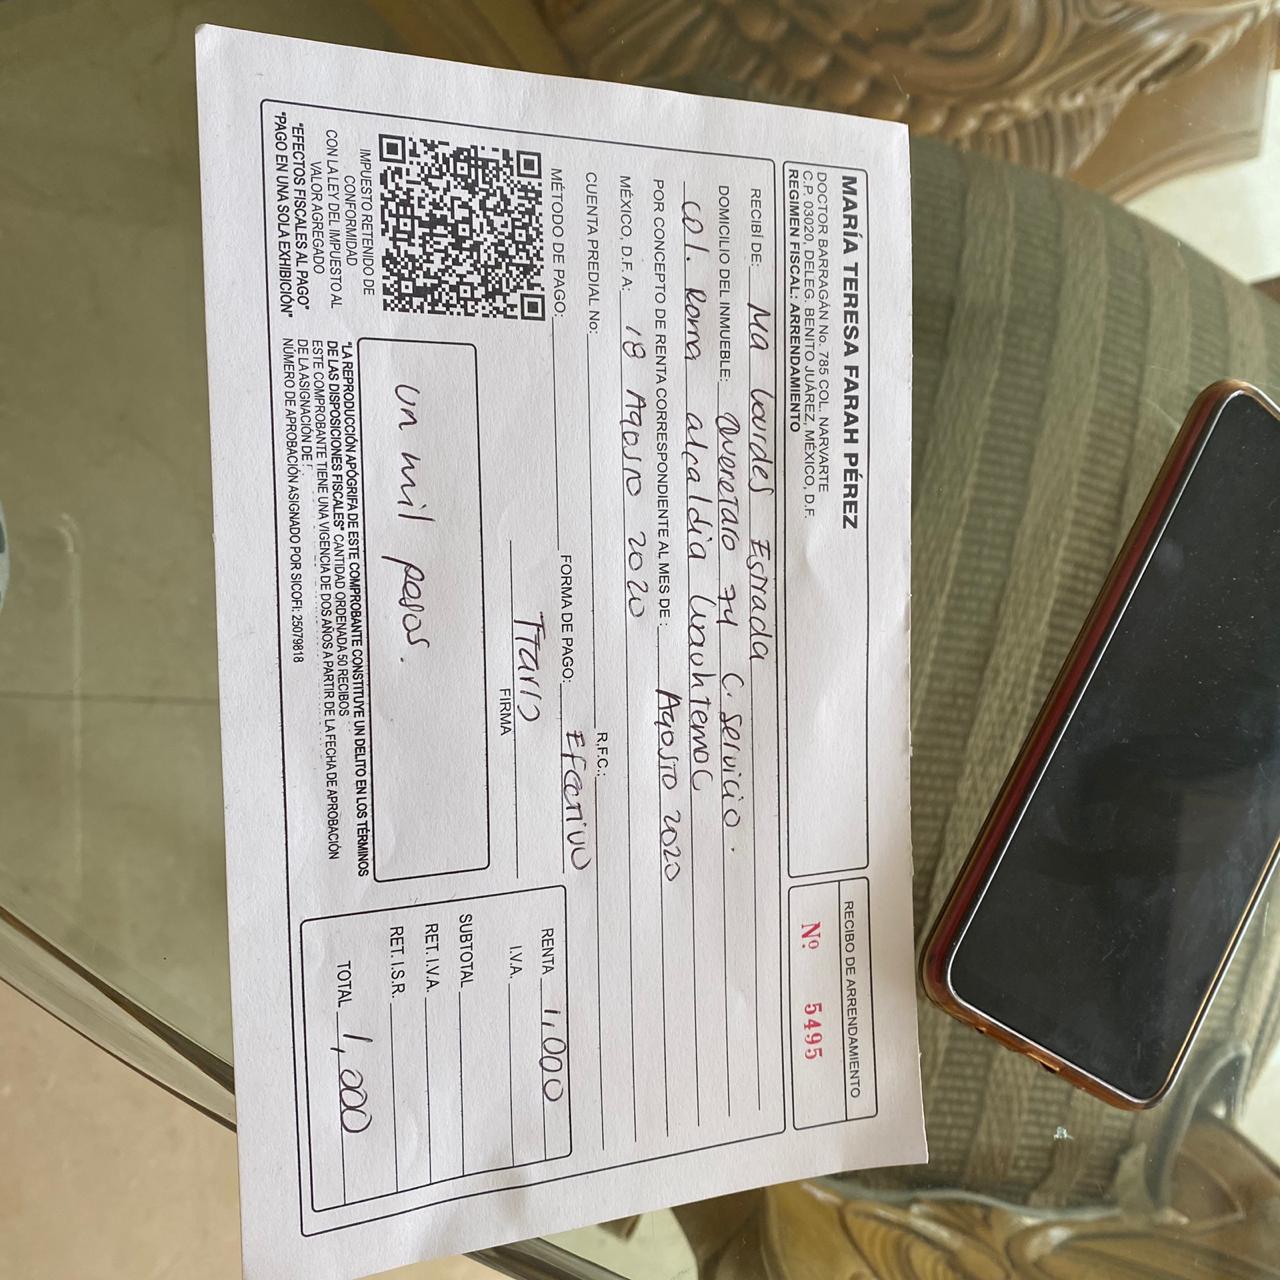 MARÍA TERESA FARAH PÉREZ
DOCTOR BARRAGÁN No. 785 COL. NARVARTE
C.P. 03020, DELEG. BENITO JUÁREZ, MÉXICO, D.F.
REGIMEN FISCAL: ARRENDAMIENTO
RECIBO DE ARRENDAMIENTO
Nº 5495
RECIBÍ DE: Ma Lourdes Estrada
DOMICILIO DEL INMUEBLE: Queretaro 74 C. Servicio.
Col. Roma alcaldia Cuauhtemoc
POR CONCEPTO DE RENTA CORRESPONDIENTE AL MES DE: Agosto 2020
MÉXICO, D.F. A: 18 Agosto 2020
CUENTA PREDIAL No: R.F.C.:
MÉTODO DE PAGO: FORMA DE PAGO: EFECTIVO
FIRMA
un mil pesos.
RENTA 1,000
I.V.A.
SUBTOTAL
RET. I.V.A.
RET. I.S.R.
TOTAL 1,000
IMPUESTO RETENIDO DE
CONFORMIDAD
CON LA LEY DEL IMPUESTO AL
VALOR AGREGADO
"EFECTOS FISCALES AL PAGO"
"PAGO EN UNA SOLA EXHIBICIÓN"
"LA REPRODUCCIÓN APÓGRIFA DE ESTE COMPROBANTE CONSTITUYE UN DELITO EN LOS TÉRMINOS
DE LAS DISPOSICIONES FISCALES" CANTIDAD ORDENADA 50 RECIBOS
ESTE COMPROBANTE TIENE UNA VIGENCIA DE DOS AÑOS A PARTIR DE LA FECHA DE APROBACIÓN
DE LA ASIGNACIÓN DE
NÚMERO DE APROBACIÓN ASIGNADO POR SICOFI: 25079818